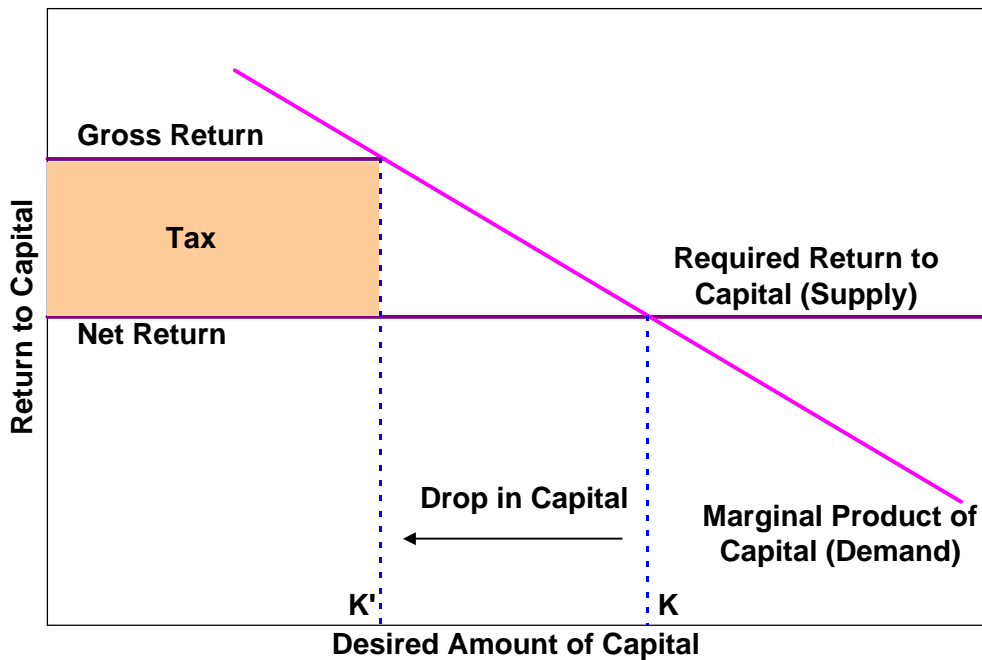 Gross Return
Tax
Required Return to
Capital (Supply)
Net Return
Return to Capital
Drop in Capital
Marginal Product of
Capital (Demand)
K'
K
Desired Amount of Capital